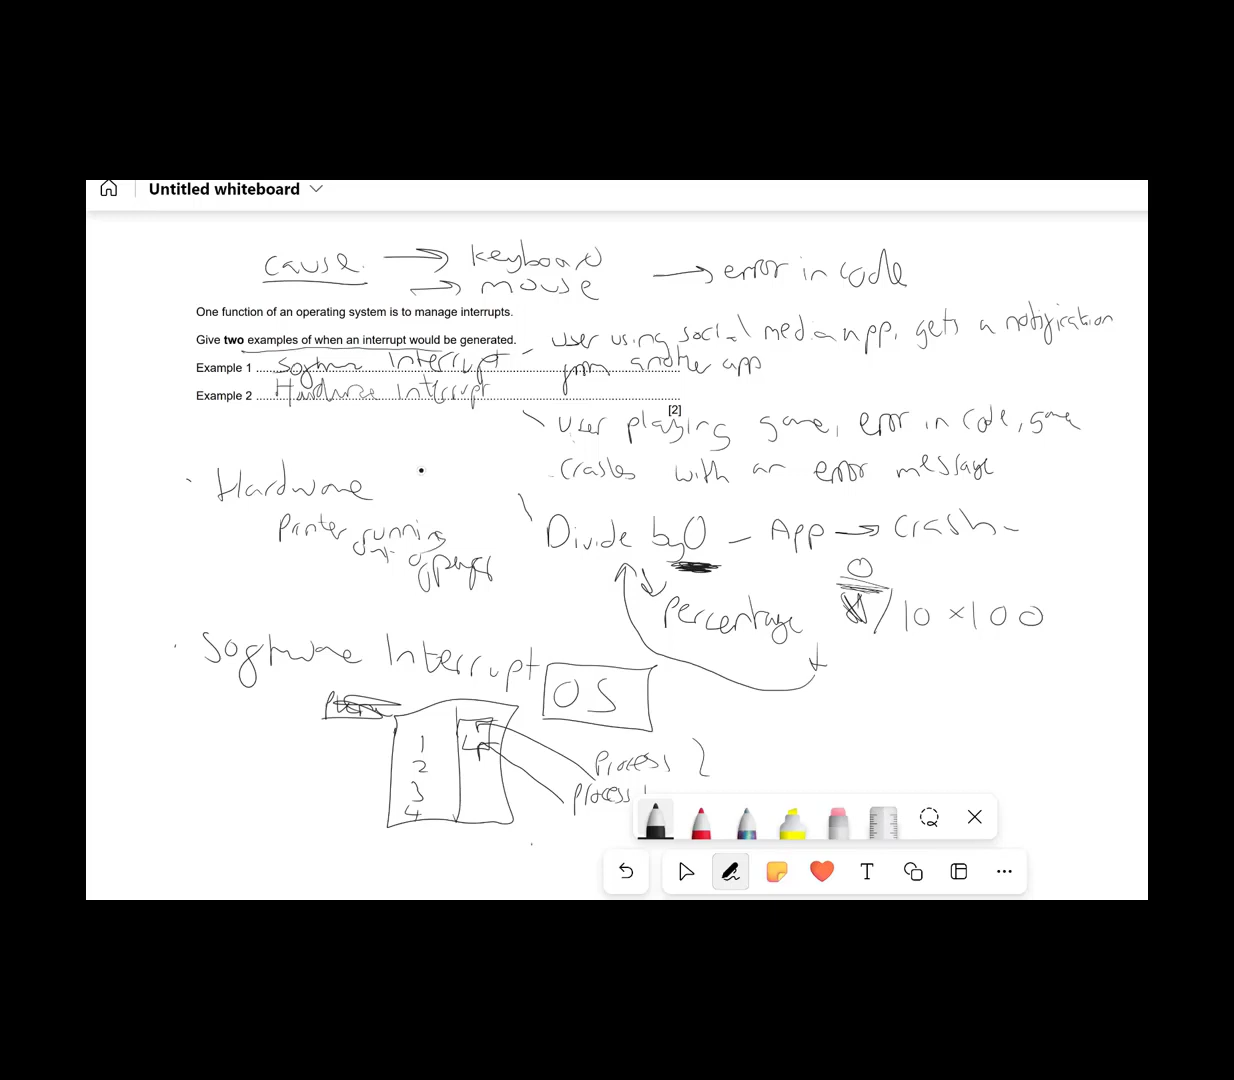 Untitled whiteboard
cause → keyboard
→ mouse
→ error in code
One function of an operating system is to manage interrupts.
Give two examples of when an interrupt would be generated.
Example 1 Software Interrupt
Example 2 Hardware Interrupt
[2]
- user using social media app, gets a notification
from another app
- user playing game, error in code, game
crashes with an error message
- Hardware
Printer running
out of paper
Divide by 0 - App → Crash
Percentage
0
/ 10 × 100
Software Interrupt
OS
1
2
3
4
Process 2
Process 1
T